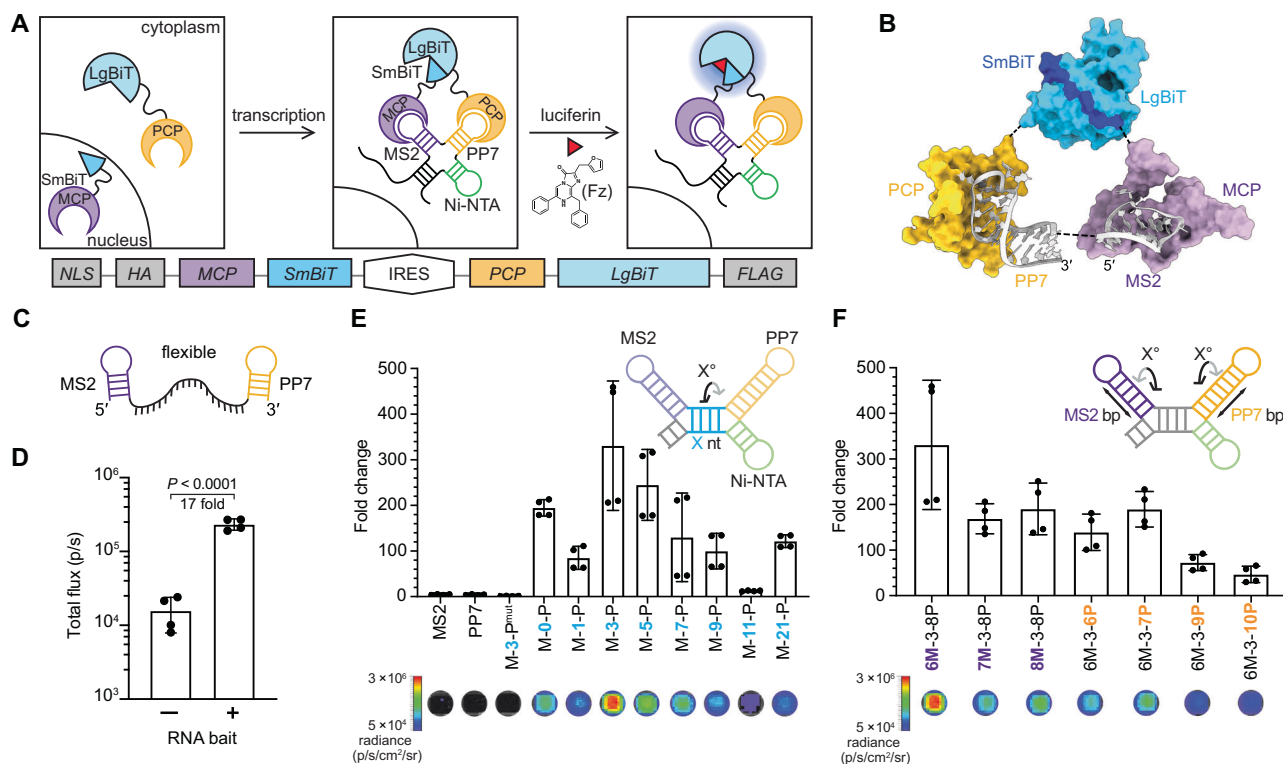 A
cytoplasm
LgBiT
PCP
SmBiT
MCP
nucleus
transcription
LgBiT
SmBiT
MCP
PCP
MS2
PP7
Ni-NTA
luciferin
(Fz)
NLS HA MCP SmBiT IRES PCP LgBiT FLAG
B
SmBiT
LgBiT
PCP
MCP
PP7
3′
5′
MS2
C
flexible
MS2
PP7
5′
3′
D
P < 0.0001
17 fold
Total flux (p/s)
10⁶
10⁵
10⁴
10³
— +
RNA bait
E
MS2
PP7
X°
X nt
Ni-NTA
Fold change
500
400
300
200
100
0
MS2
PP7
M-3-Pᵐᵘᵗ
M-0-P
M-1-P
M-3-P
M-5-P
M-7-P
M-9-P
M-11-P
M-21-P
3 × 10⁶
5 × 10⁴
radiance
(p/s/cm²/sr)
F
X°
X°
MS2 bp
PP7 bp
Fold change
500
400
300
200
100
0
6M-3-8P
7M-3-8P
8M-3-8P
6M-3-6P
6M-3-7P
6M-3-9P
6M-3-10P
3 × 10⁶
5 × 10⁴
radiance
(p/s/cm²/sr)